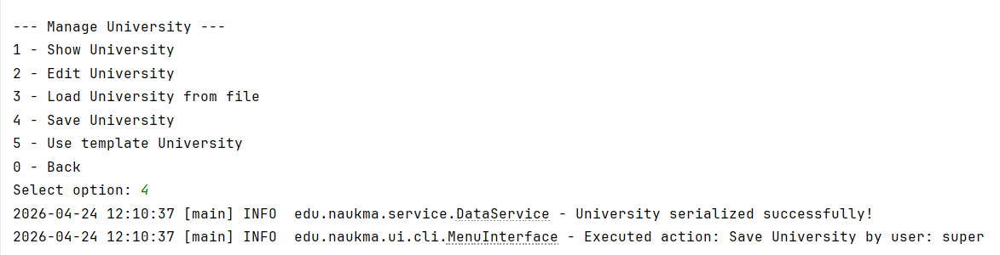 --- Manage University ---
1 - Show University
2 - Edit University
3 - Load University from file
4 - Save University
5 - Use template University
0 - Back
Select option: 4
2026-04-24 12:10:37 [main] INFO  edu.naukma.service.DataService - University serialized successfully!
2026-04-24 12:10:37 [main] INFO  edu.naukma.ui.cli.MenuInterface - Executed action: Save University by user: super